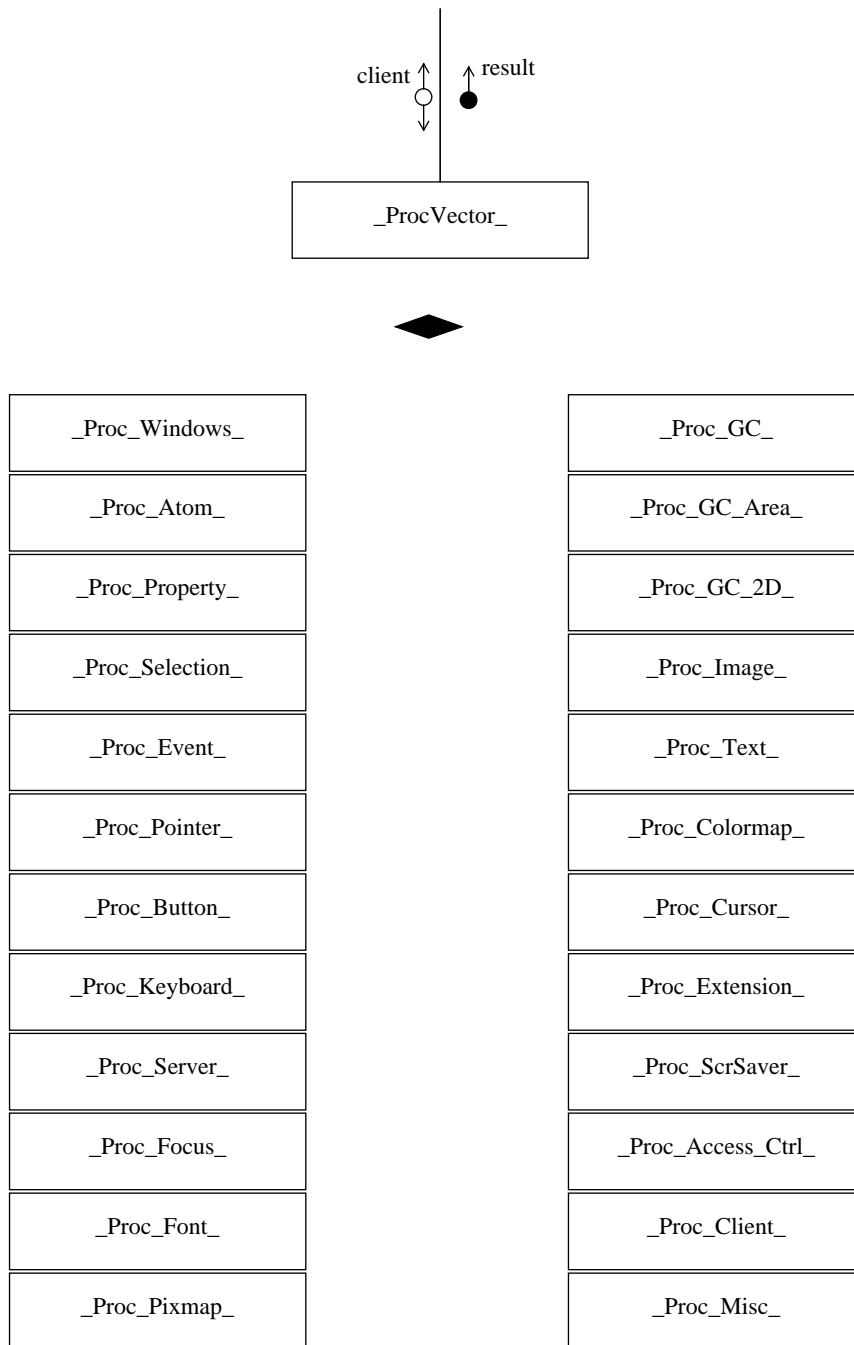 client
result
_ProcVector_
_Proc_Windows_
_Proc_GC_
_Proc_Atom_
_Proc_GC_Area_
_Proc_Property_
_Proc_GC_2D_
_Proc_Selection_
_Proc_Image_
_Proc_Event_
_Proc_Text_
_Proc_Pointer_
_Proc_Colormap_
_Proc_Button_
_Proc_Cursor_
_Proc_Keyboard_
_Proc_Extension_
_Proc_Server_
_Proc_ScrSaver_
_Proc_Focus_
_Proc_Access_Ctrl_
_Proc_Font_
_Proc_Client_
_Proc_Pixmap_
_Proc_Misc_